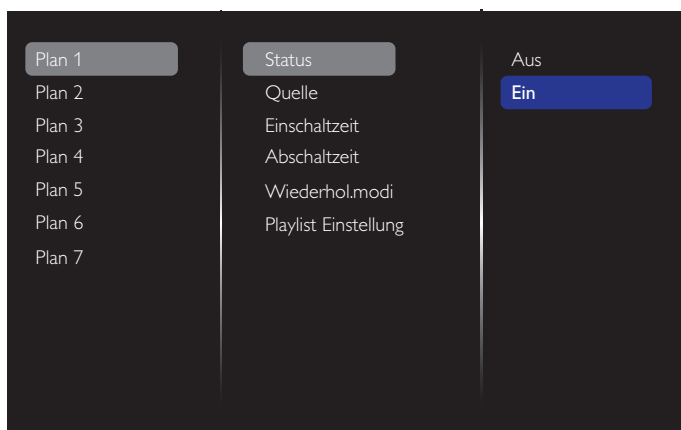 Plan 1
Plan 2
Plan 3
Plan 4
Plan 5
Plan 6
Plan 7
Status
Quelle
Einschaltzeit
Abschaltzeit
Wiederhol.modi
Playlist Einstellung
Aus
Ein